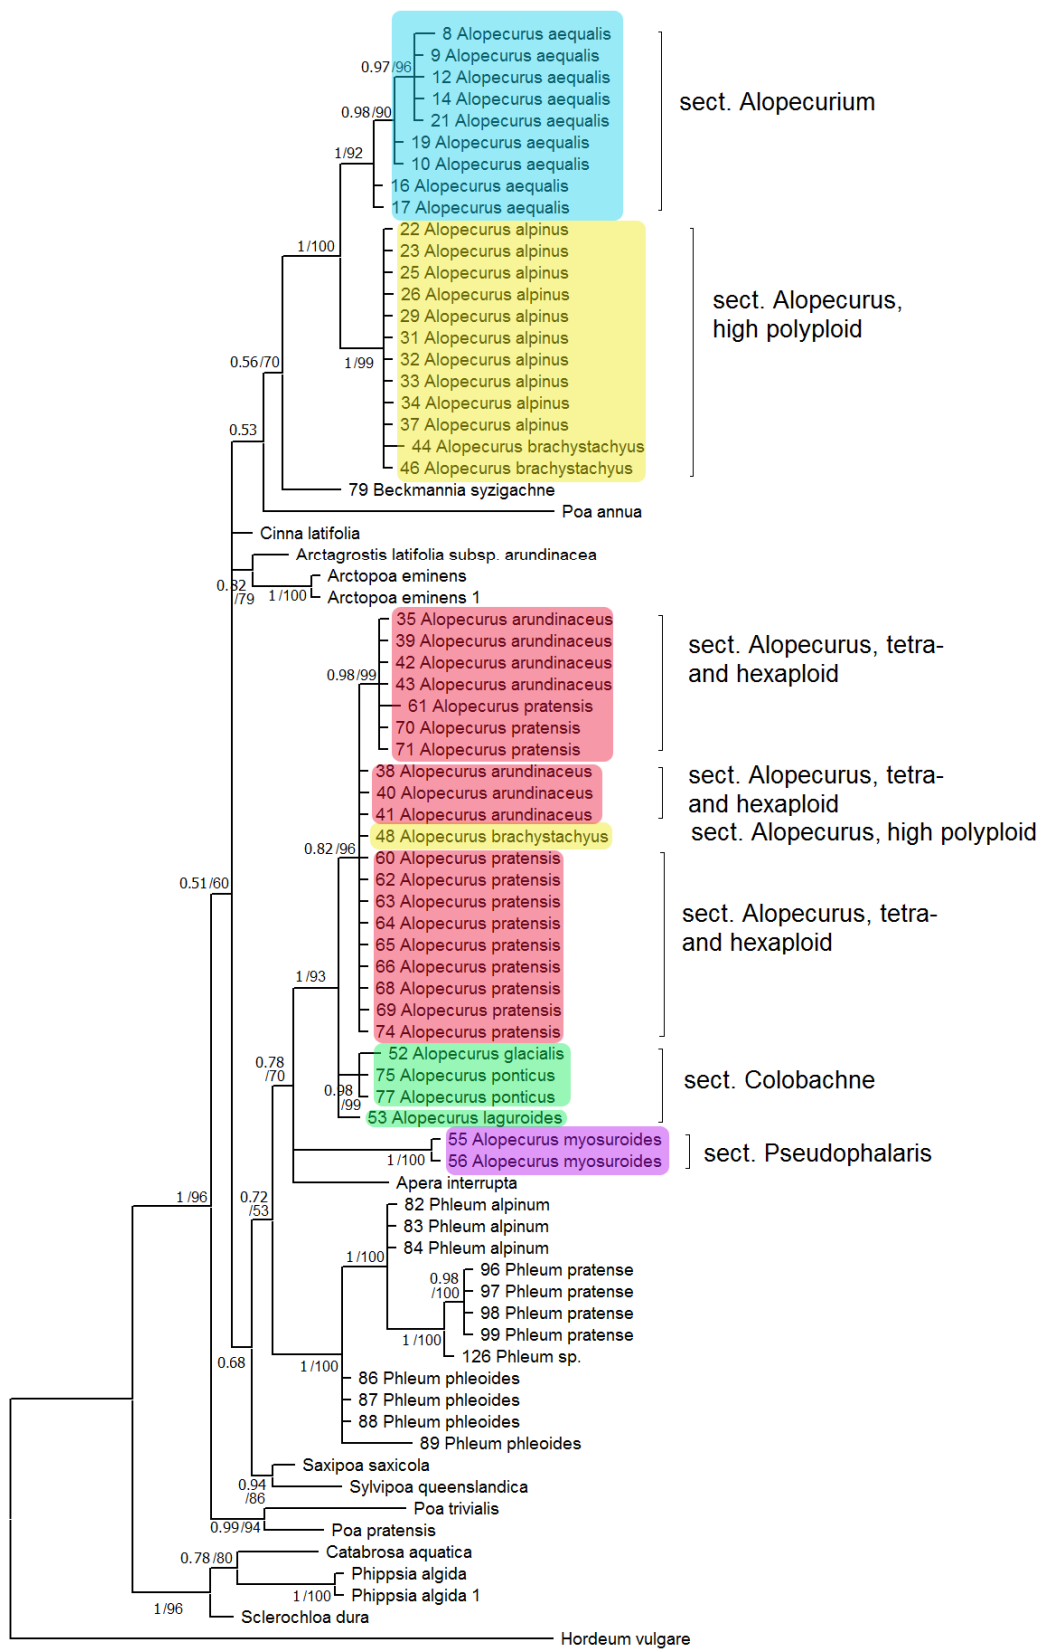 8 Alopecurus aequalis
9 Alopecurus aequalis
0.97/96
12 Alopecurus aequalis
14 Alopecurus aequalis
sect. Alopecurium
0.98/90
21 Alopecurus aequalis
19 Alopecurus aequalis
1/92
10 Alopecurus aequalis
16 Alopecurus aequalis
17 Alopecurus aequalis
22 Alopecurus alpinus
1/100
23 Alopecurus alpinus
25 Alopecurus alpinus
26 Alopecurus alpinus
sect. Alopecurus,
high polyploid
29 Alopecurus alpinus
31 Alopecurus alpinus
0.56/70
1/99
32 Alopecurus alpinus
33 Alopecurus alpinus
34 Alopecurus alpinus
37 Alopecurus alpinus
0.53
44 Alopecurus brachystachyus
46 Alopecurus brachystachyus
79 Beckmannia syzigachne
Poa annua
Cinna latifolia
Arctagrostis latifolia subsp. arundinacea
Arctopoa eminens
0.82
/79
1/100
Arctopoa eminens 1
35 Alopecurus arundinaceus
39 Alopecurus arundinaceus
sect. Alopecurus, tetra-
and hexaploid
42 Alopecurus arundinaceus
0.98/99
43 Alopecurus arundinaceus
61 Alopecurus pratensis
70 Alopecurus pratensis
71 Alopecurus pratensis
38 Alopecurus arundinaceus
sect. Alopecurus, tetra-
and hexaploid
40 Alopecurus arundinaceus
41 Alopecurus arundinaceus
48 Alopecurus brachystachyus
sect. Alopecurus, high polyploid
0.82/96
60 Alopecurus pratensis
62 Alopecurus pratensis
0.51/60
63 Alopecurus pratensis
64 Alopecurus pratensis
sect. Alopecurus, tetra-
and hexaploid
65 Alopecurus pratensis
66 Alopecurus pratensis
1/93
68 Alopecurus pratensis
69 Alopecurus pratensis
74 Alopecurus pratensis
52 Alopecurus glacialis
0.78
/70
75 Alopecurus ponticus
sect. Colobachne
0.98
/99
77 Alopecurus ponticus
53 Alopecurus laguroides
55 Alopecurus myosuroides
sect. Pseudophalaris
1/100
56 Alopecurus myosuroides
Apera interrupta
1/96
0.72
/53
82 Phleum alpinum
83 Phleum alpinum
84 Phleum alpinum
1/100
96 Phleum pratense
0.98
/100
97 Phleum pratense
98 Phleum pratense
99 Phleum pratense
1/100
126 Phleum sp.
0.68
1/100
86 Phleum phleoides
87 Phleum phleoides
88 Phleum phleoides
89 Phleum phleoides
Saxipoa saxicola
0.94
/86
Sylvipoa queenslandica
Poa trivialis
0.99/94
Poa pratensis
Catabrosa aquatica
0.78/80
Phippsia algida
1/100
Phippsia algida 1
1/96
Sclerochloa dura
Hordeum vulgare